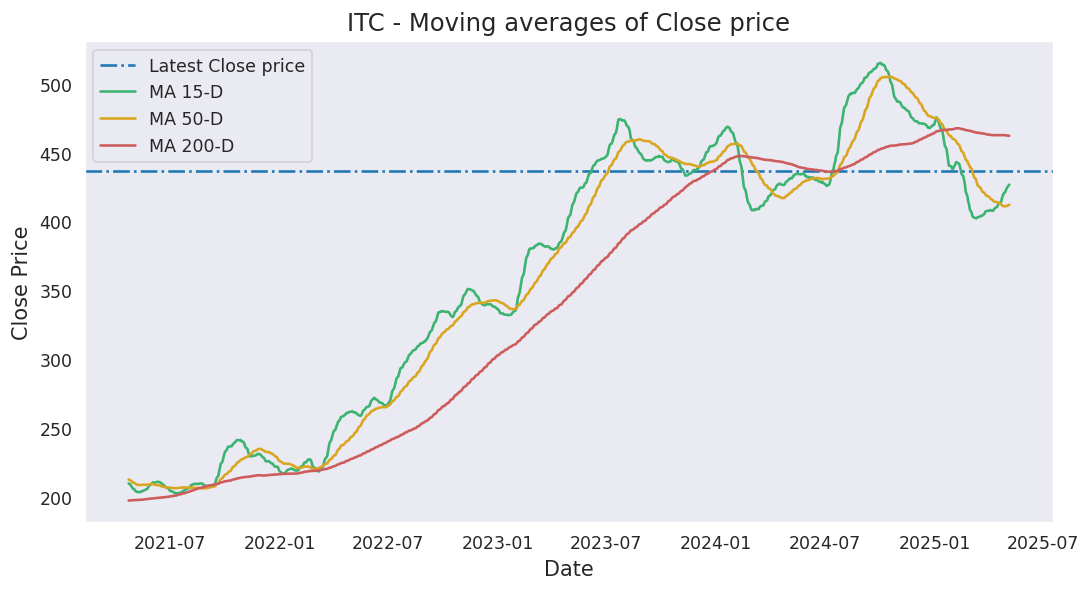 ITC - Moving averages of Close price
Latest Close price
MA 15-D
MA 50-D
MA 200-D
Close Price
500
450
400
350
300
250
200
2021-07 2022-01 2022-07 2023-01 2023-07 2024-01 2024-07 2025-01 2025-07
Date